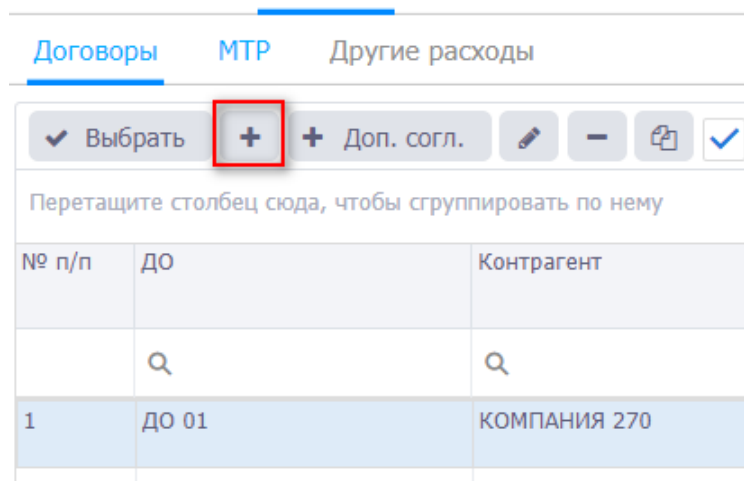 Договоры МТР Другие расходы
Выбрать Доп. согл.
Перетащите столбец сюда, чтобы сгруппировать по нему
№ п/п ДО Контрагент
1 ДО 01 КОМПАНИЯ 270